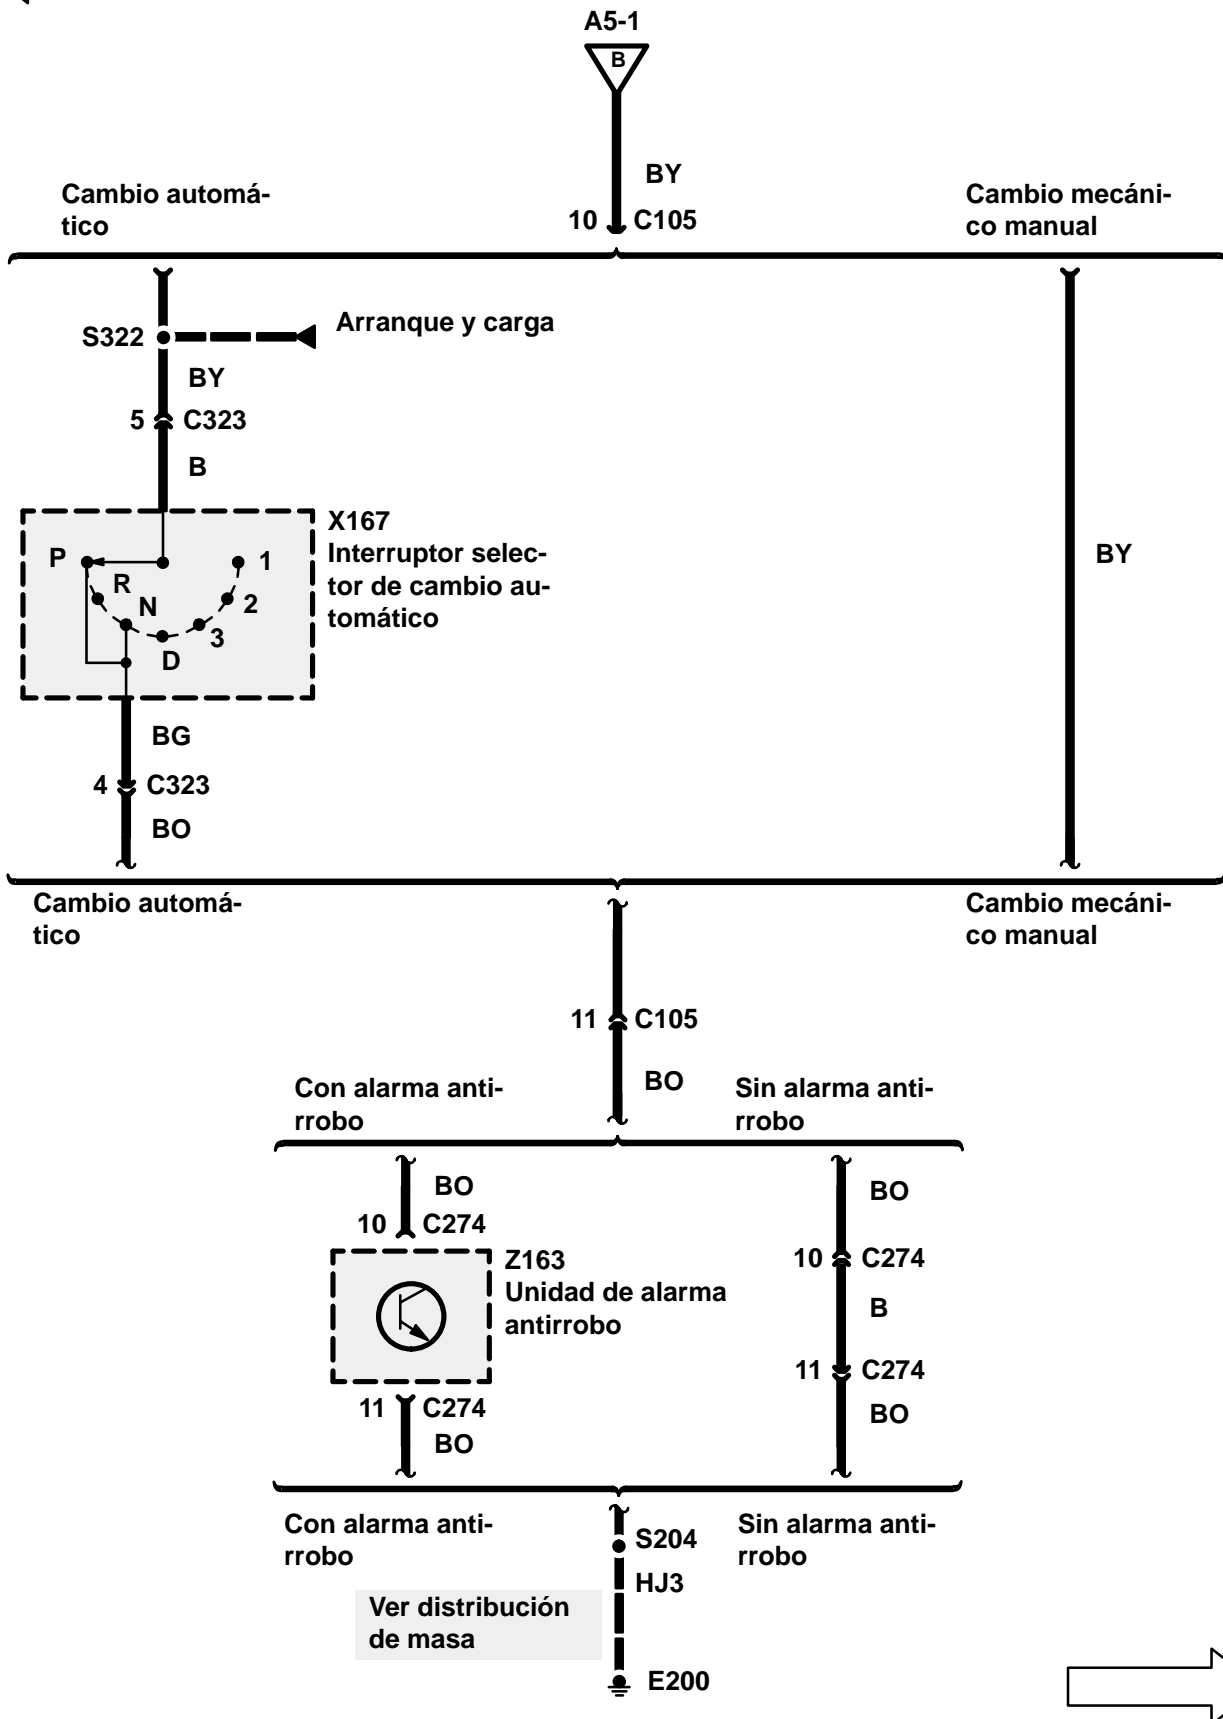 A5-1
B
BY
Cambio automá-
tico
10 C105
Cambio mecáni-
co manual
S322
Arranque y carga
BY
5 C323
B
X167
Interruptor selec-
tor de cambio au-
tomático
P
R
N
D
3
2
1
BY
BG
4 C323
BO
Cambio automá-
tico
Cambio mecáni-
co manual
11 C105
BO
Con alarma anti-
rrobo
Sin alarma anti-
rrobo
BO
10 C274
Z163
Unidad de alarma
antirrobo
11 C274
BO
BO
10 C274
B
11 C274
BO
Con alarma anti-
rrobo
Sin alarma anti-
rrobo
S204
HJ3
Ver distribución
de masa
E200